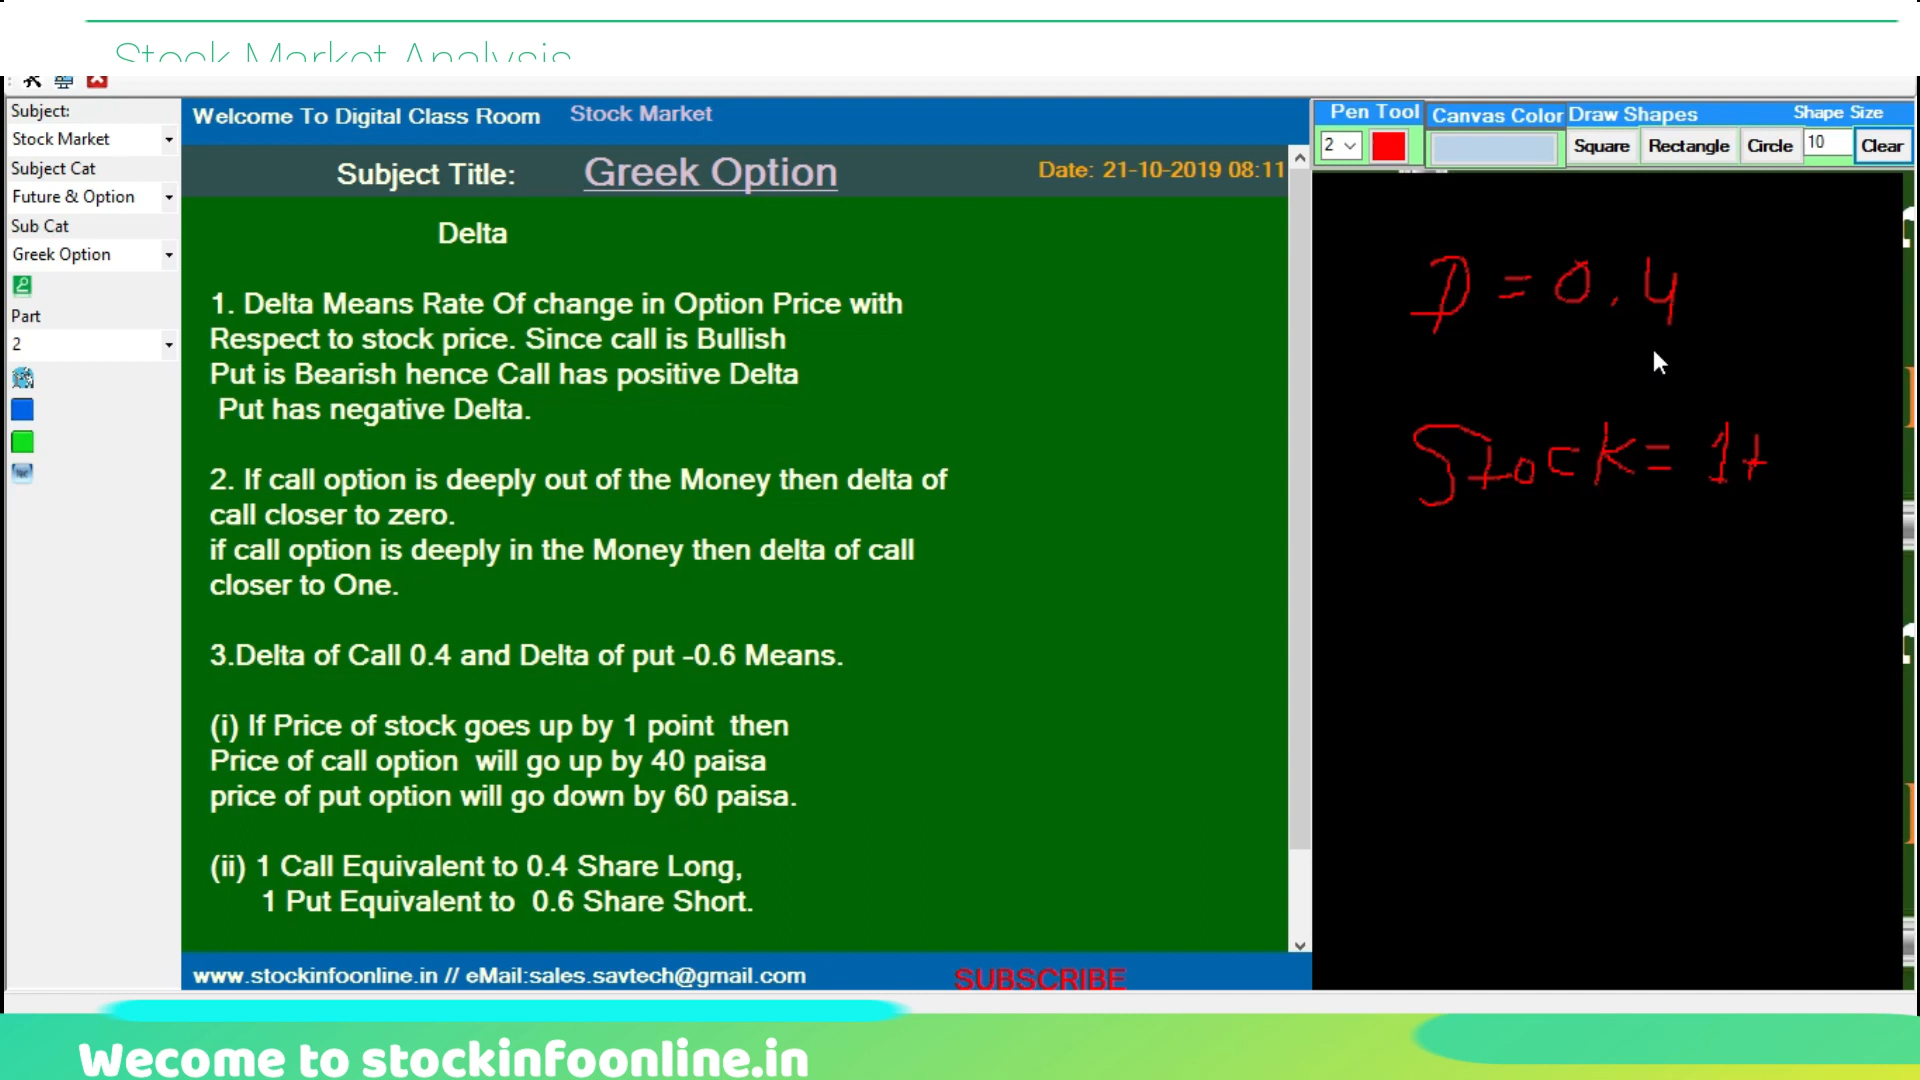 Stock Market Analysis
Subject:
Stock Market
Subject Cat
Future & Option
Sub Cat
Greek Option
Part
2
Welcome To Digital Class Room Stock Market
Subject Title: Greek Option Date: 21-10-2019 08:11
Delta
1. Delta Means Rate Of change in Option Price with
Respect to stock price. Since call is Bullish
Put is Bearish hence Call has positive Delta
Put has negative Delta.
2. If call option is deeply out of the Money then delta of
call closer to zero.
if call option is deeply in the Money then delta of call
closer to One.
3.Delta of Call 0.4 and Delta of put -0.6 Means.
(i) If Price of stock goes up by 1 point then
Price of call option will go up by 40 paisa
price of put option will go down by 60 paisa.
(ii) 1 Call Equivalent to 0.4 Share Long,
1 Put Equivalent to 0.6 Share Short.
www.stockinfoonline.in // eMail:sales.savtech@gmail.com SUBSCRIBE
Pen Tool Canvas Color Draw Shapes Shape Size
2 Square Rectangle Circle 10 Clear
D = 0.4
Stock = 1+
Wecome to stockinfoonline.in